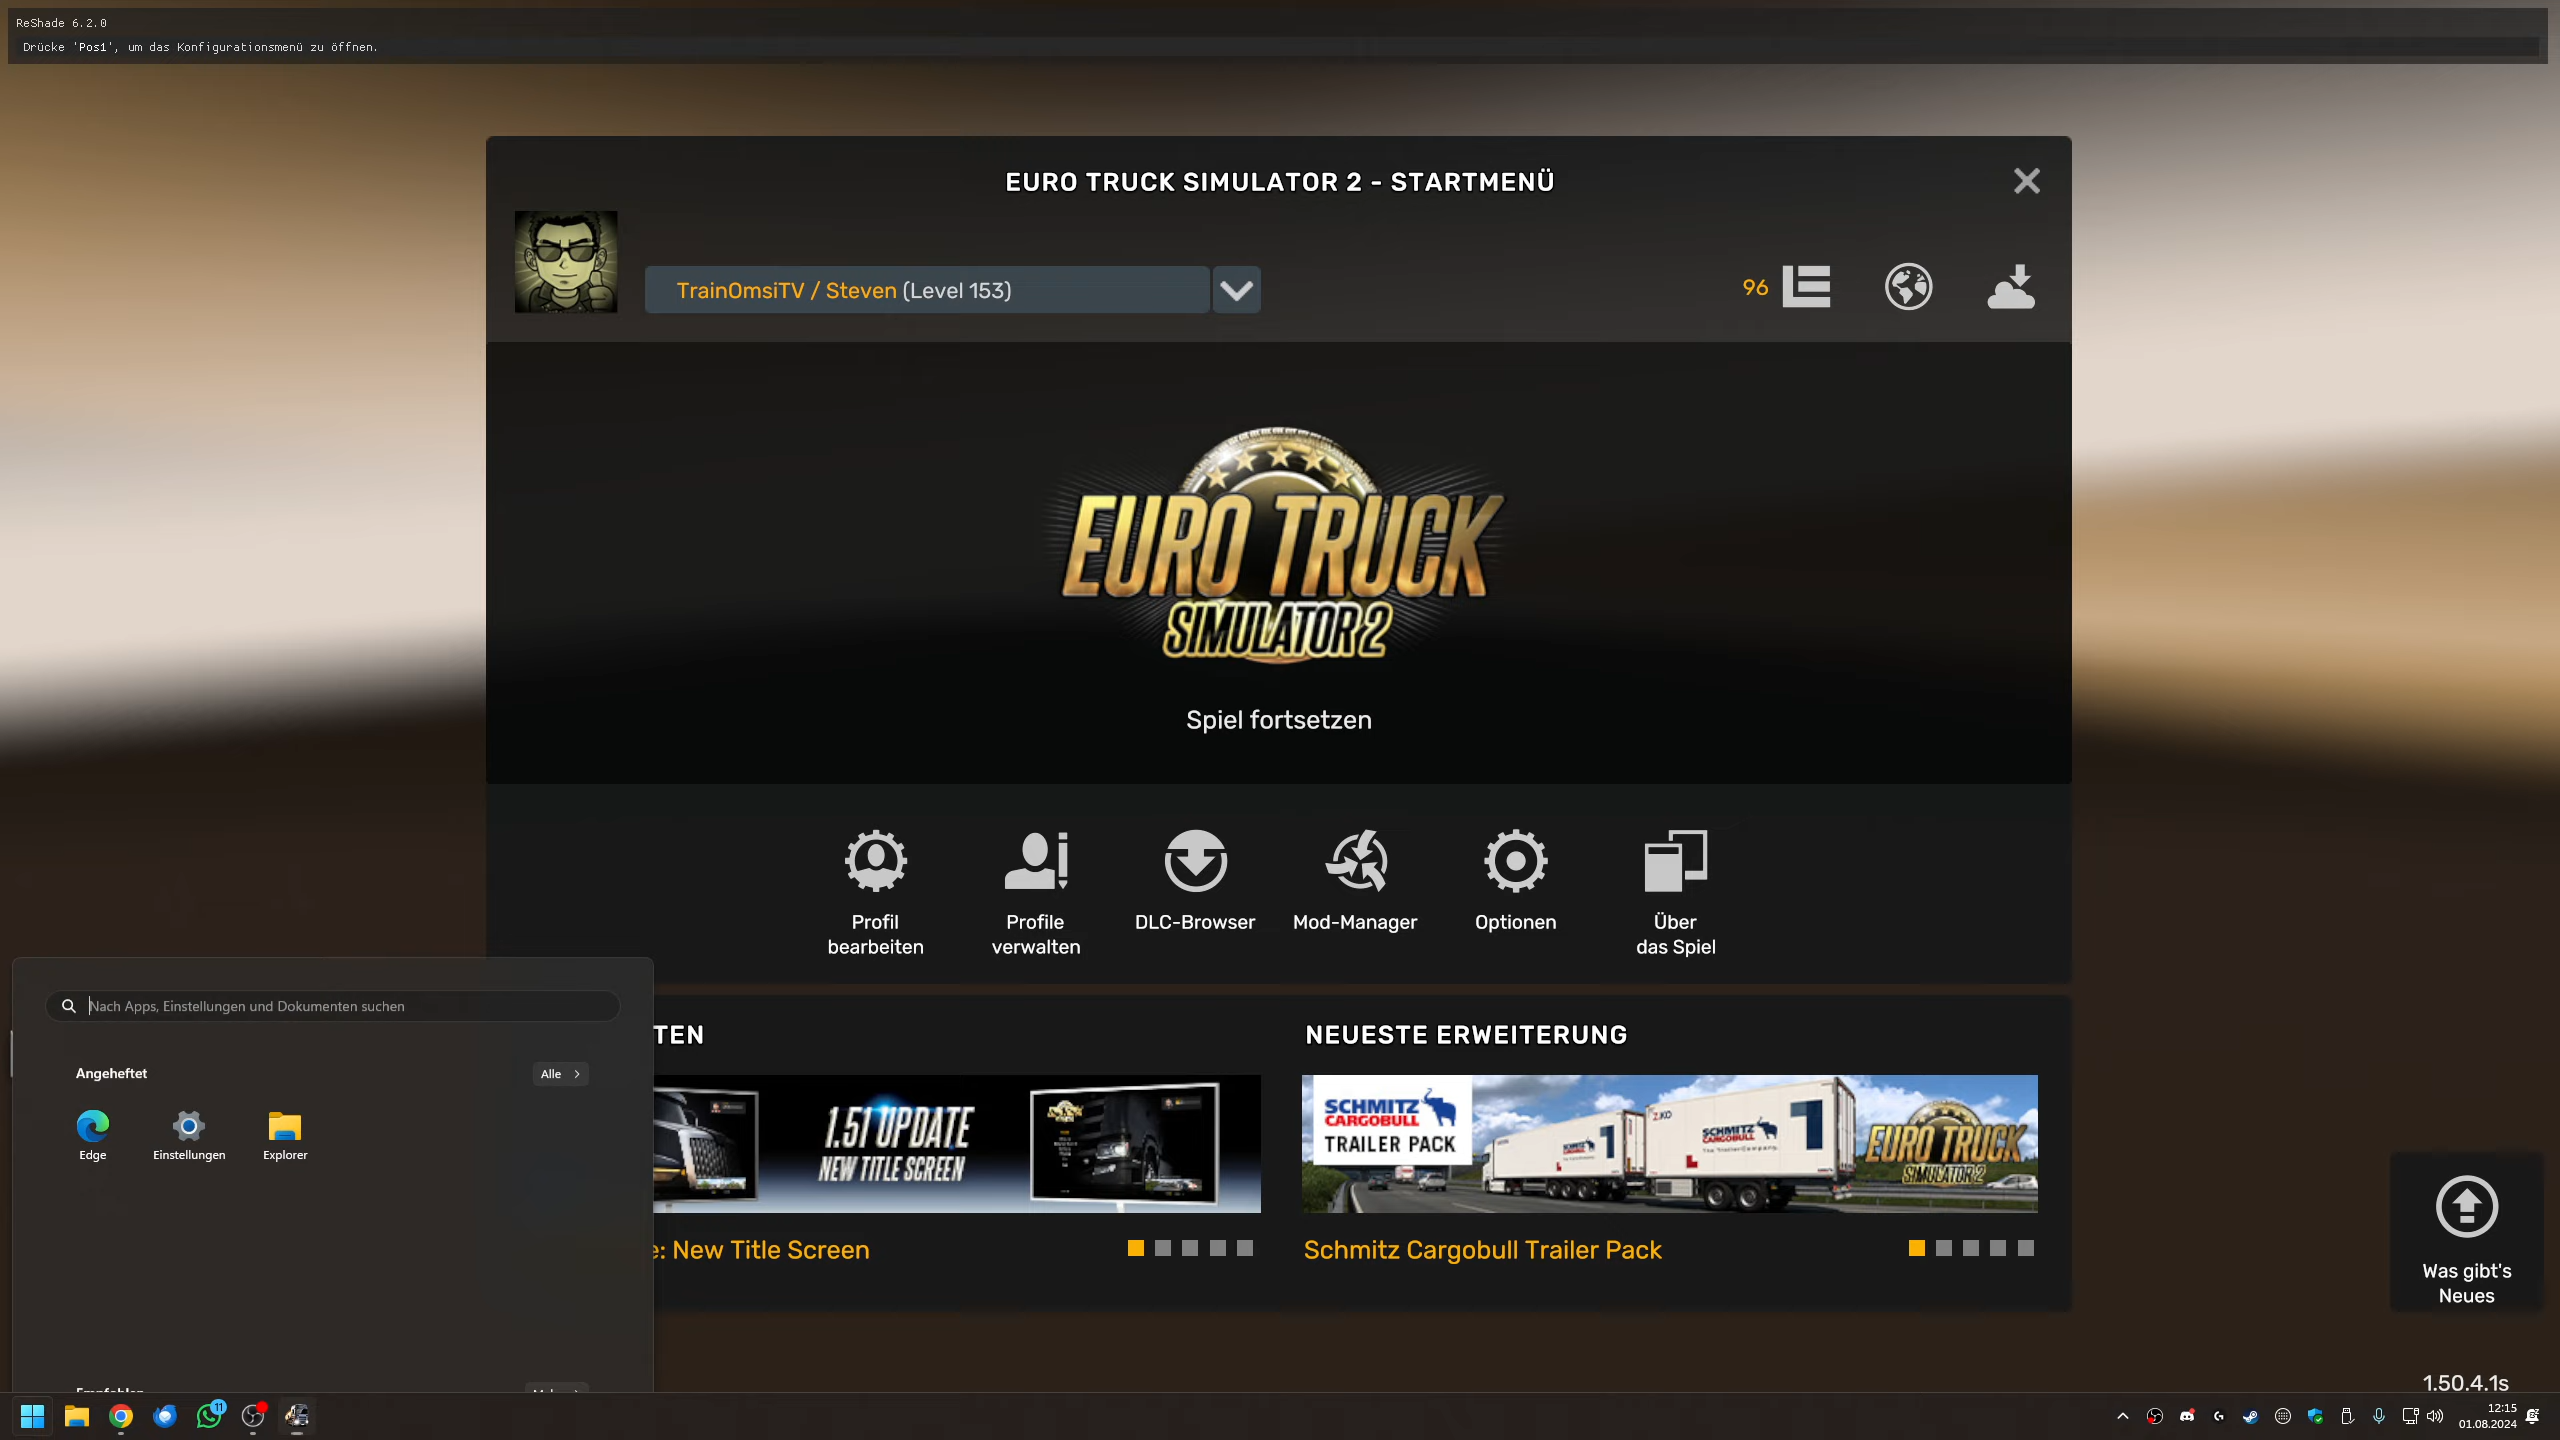 ReShade 6.2.0
Drücke 'Pos1', um das Konfigurationsmenü zu öffnen.
EURO TRUCK SIMULATOR 2 - STARTMENÜ
TrainOmsiTV / Steven (Level 153)
96
EURO TRUCK
SIMULATOR 2
Spiel fortsetzen
Profil
bearbeiten
Profile
verwalten
DLC-Browser
Mod-Manager
Optionen
Über
das Spiel
Nach Apps, Einstellungen und Dokumenten suchen
Angeheftet
Alle
Edge
Einstellungen
Explorer
TEN
1.51 UPDATE
NEW TITLE SCREEN
e: New Title Screen
NEUESTE ERWEITERUNG
SCHMITZ
CARGOBULL
TRAILER PACK
SCHMITZ
CARGOBULL
EURO TRUCK
SIMULATOR 2
Schmitz Cargobull Trailer Pack
Was gibt's
Neues
1.50.4.1s
11
12:15
01.08.2024